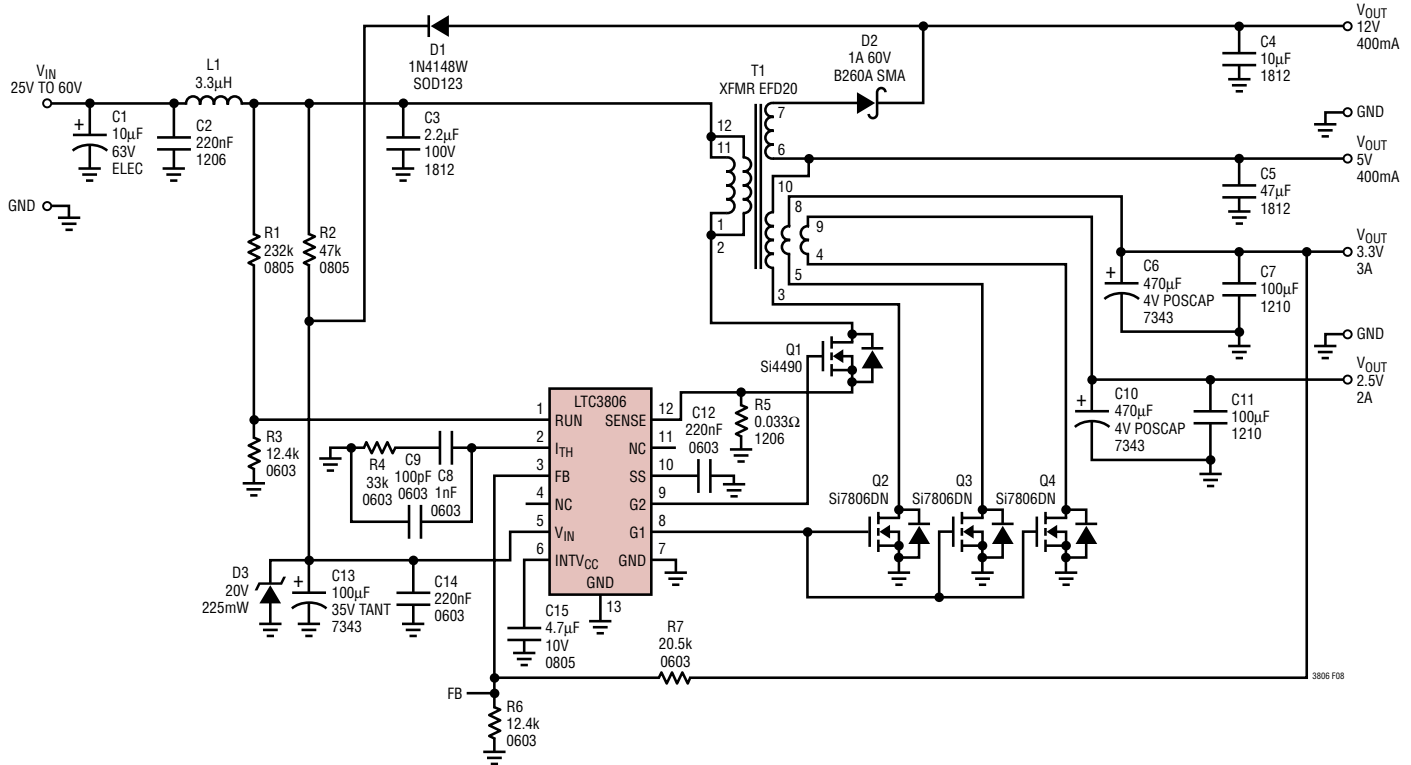 VIN
25V TO 60V
L1
3.3µH
+
C1
10µF
63V
ELEC
C2
220nF
1206
GND
D1
1N4148W
SOD123
C3
2.2µF
100V
1812
R1
232k
0805
R2
47k
0805
T1
XFMR EFD20
12
11
1
2
7
6
10
8
9
4
5
3
D2
1A 60V
B260A SMA
C4
10µF
1812
VOUT
12V
400mA
GND
VOUT
5V
400mA
C5
47µF
1812
VOUT
3.3V
3A
+
C6
470µF
4V POSCAP
7343
C7
100µF
1210
GND
VOUT
2.5V
2A
+
C10
470µF
4V POSCAP
7343
C11
100µF
1210
Q1
Si4490
R5
0.033Ω
1206
C12
220nF
0603
LTC3806
1
RUN
2
ITH
3
FB
4
NC
5
VIN
6
INTVCC
SENSE
12
NC
11
SS
10
G2
9
G1
8
GND
7
GND
13
R3
12.4k
0603
R4
33k
0603
C9
100pF
0603
C8
1nF
0603
Q2
Si7806DN
Q3
Si7806DN
Q4
Si7806DN
D3
20V
225mW
+
C13
100µF
35V TANT
7343
C14
220nF
0603
C15
4.7µF
10V
0805
R7
20.5k
0603
FB
R6
12.4k
0603
3806 F08